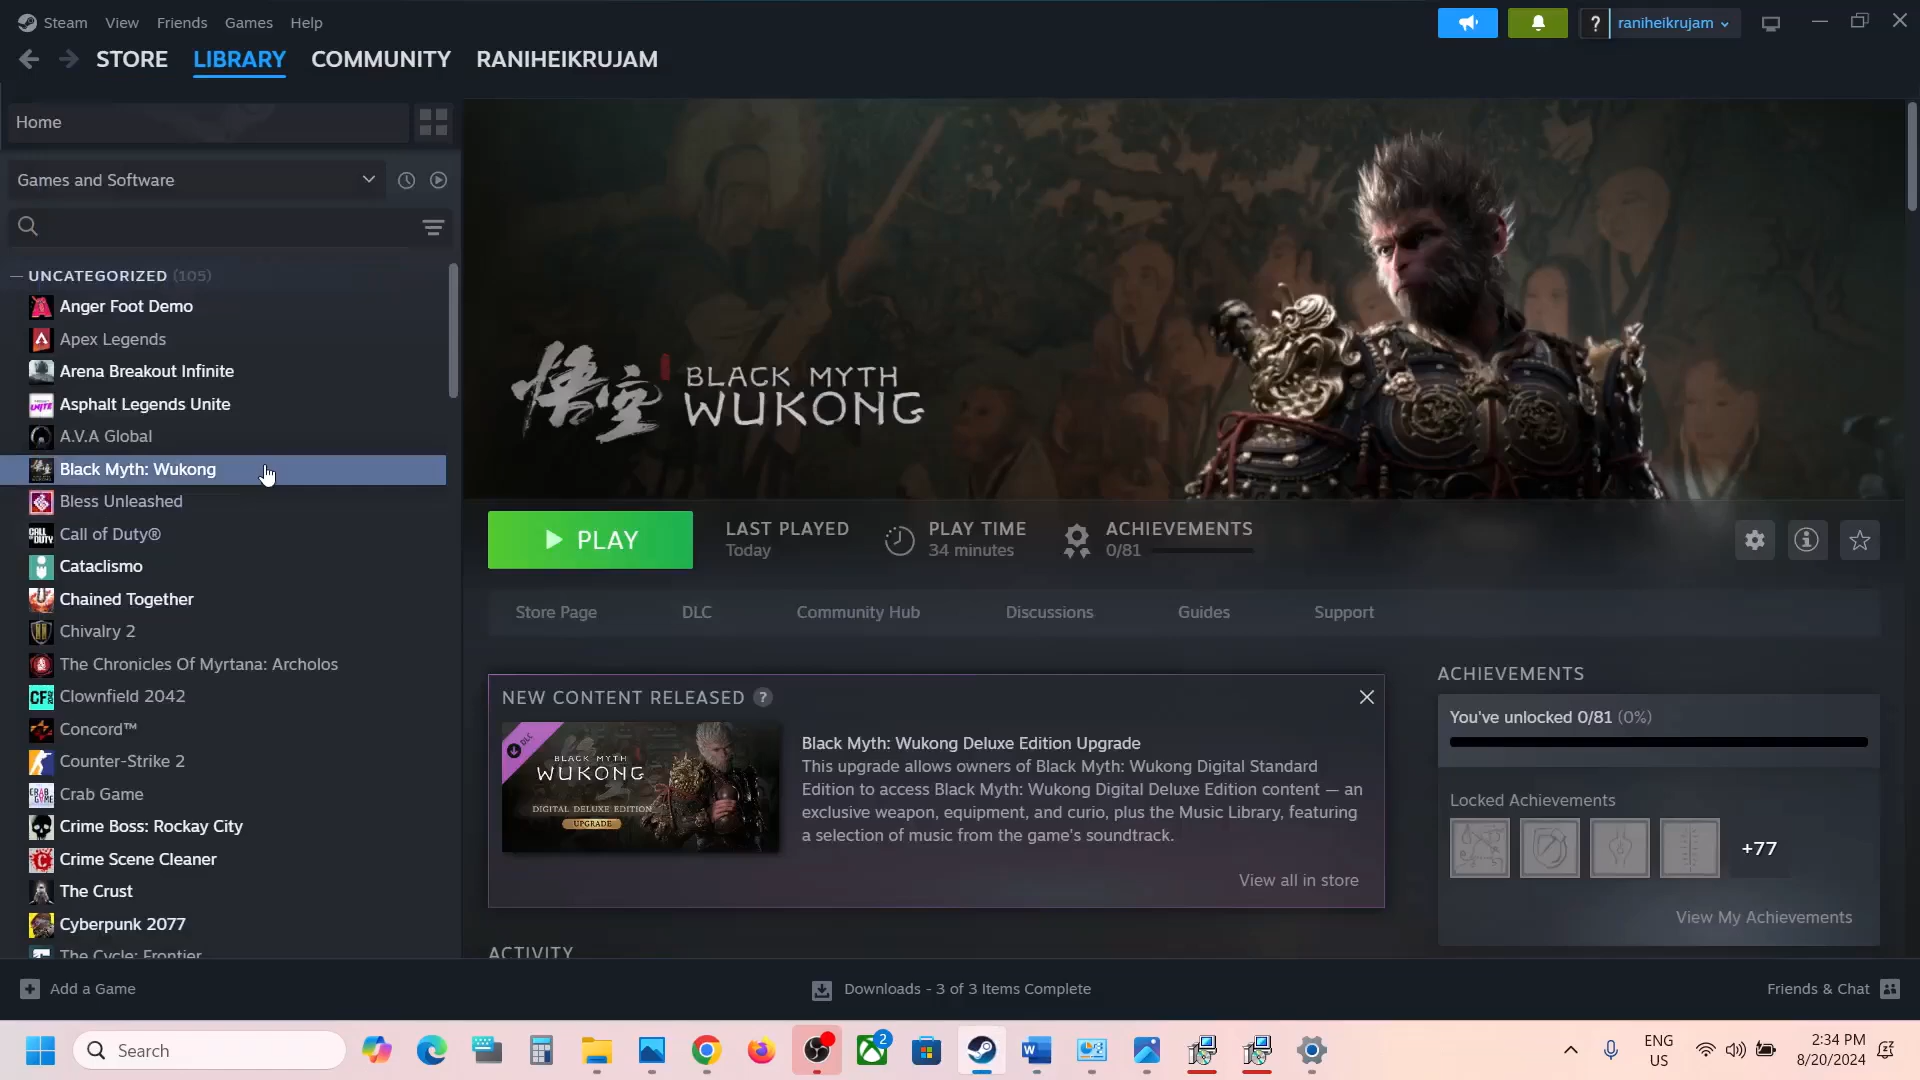 Steam View Friends Games Help
? raniheikrujam
STORE LIBRARY COMMUNITY RANIHEIKRUJAM
Home
Games and Software
UNCATEGORIZED (105)
Anger Foot Demo
Apex Legends
Arena Breakout Infinite
Asphalt Legends Unite
A.V.A Global
Black Myth: Wukong
Bless Unleashed
Call of Duty®
Cataclismo
Chained Together
Chivalry 2
The Chronicles Of Myrtana: Archolos
Clownfield 2042
Concord™
Counter-Strike 2
Crab Game
Crime Boss: Rockay City
Crime Scene Cleaner
The Crust
Cyberpunk 2077
The Cycle: Frontier
悟空 BLACK MYTH
WUKONG
PLAY
LAST PLAYED
Today
PLAY TIME
34 minutes
ACHIEVEMENTS
0/81
Store Page DLC Community Hub Discussions Guides Support
NEW CONTENT RELEASED ?
DLC
BLACK MYTH
WUKONG
DIGITAL DELUXE EDITION
UPGRADE
Black Myth: Wukong Deluxe Edition Upgrade
This upgrade allows owners of Black Myth: Wukong Digital Standard
Edition to access Black Myth: Wukong Digital Deluxe Edition content — an
exclusive weapon, equipment, and curio, plus the Music Library, featuring
a selection of music from the game's soundtrack.
View all in store
ACTIVITY
ACHIEVEMENTS
You've unlocked 0/81 (0%)
Locked Achievements
+77
View My Achievements
Add a Game
Downloads - 3 of 3 Items Complete
Friends & Chat
Search
2
ENG
US
2:34 PM
8/20/2024